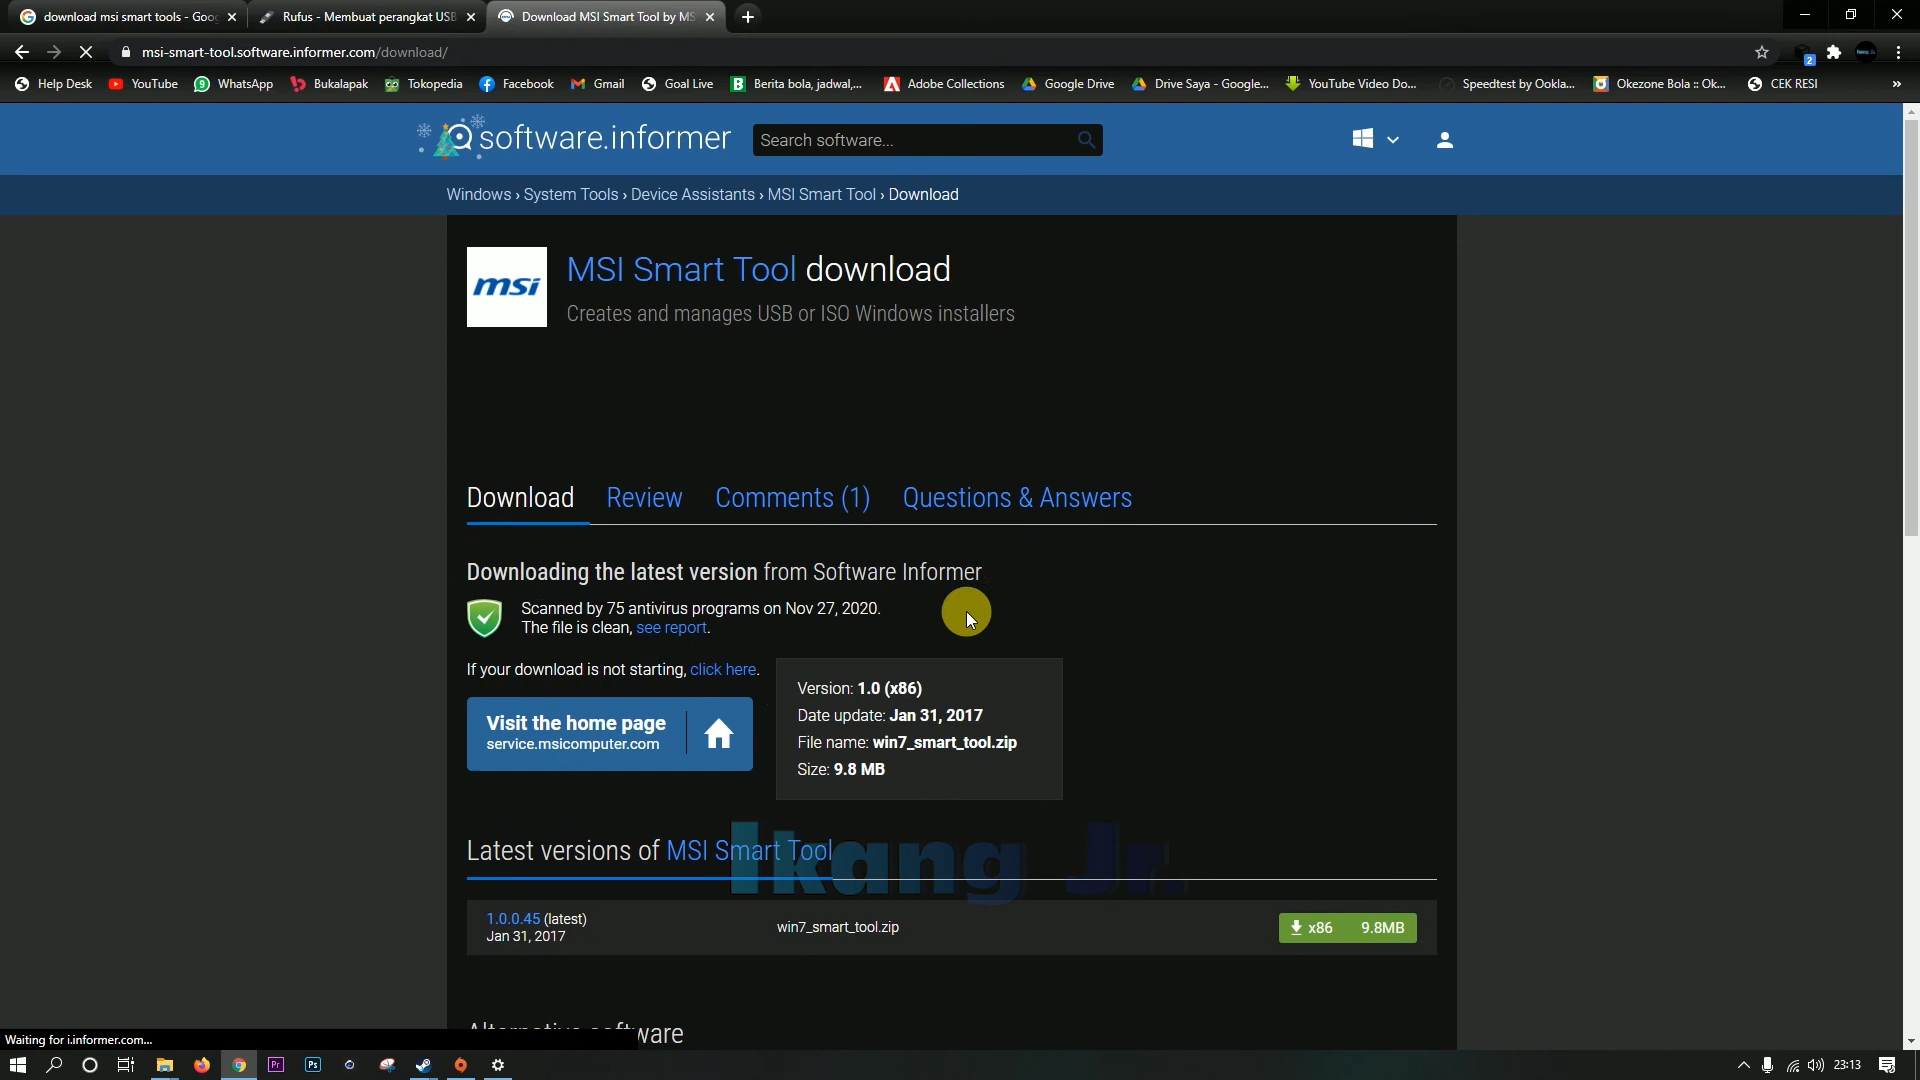 download msi smart tools - Goog
Rufus - Membuat perangkat USB
Download MSI Smart Tool by MS
msi-smart-tool.software.informer.com/download/
2
Help Desk
YouTube
WhatsApp
Bukalapak
Tokopedia
Facebook
Gmail
Goal Live
Berita bola, jadwal,...
Adobe Collections
Google Drive
Drive Saya - Google...
YouTube Video Do...
Speedtest by Ookla...
Okezone Bola :: Ok...
CEK RESI
»
software.informer
Search software...
Windows › System Tools › Device Assistants › MSI Smart Tool › Download
msi
MSI Smart Tool download
Creates and manages USB or ISO Windows installers
Download Review Comments (1) Questions & Answers
Downloading the latest version from Software Informer
Scanned by 75 antivirus programs on Nov 27, 2020.
The file is clean, see report.
If your download is not starting, click here.
Visit the home page
service.msicomputer.com
Version: 1.0 (x86)
Date update: Jan 31, 2017
File name: win7_smart_tool.zip
Size: 9.8 MB
Latest versions of MSI Smart Tool
Ikang Jr.
1.0.0.45 (latest)
Jan 31, 2017
win7_smart_tool.zip
x86 9.8MB
Alternative software
Waiting for i.informer.com...
Pr
Ps
23:13